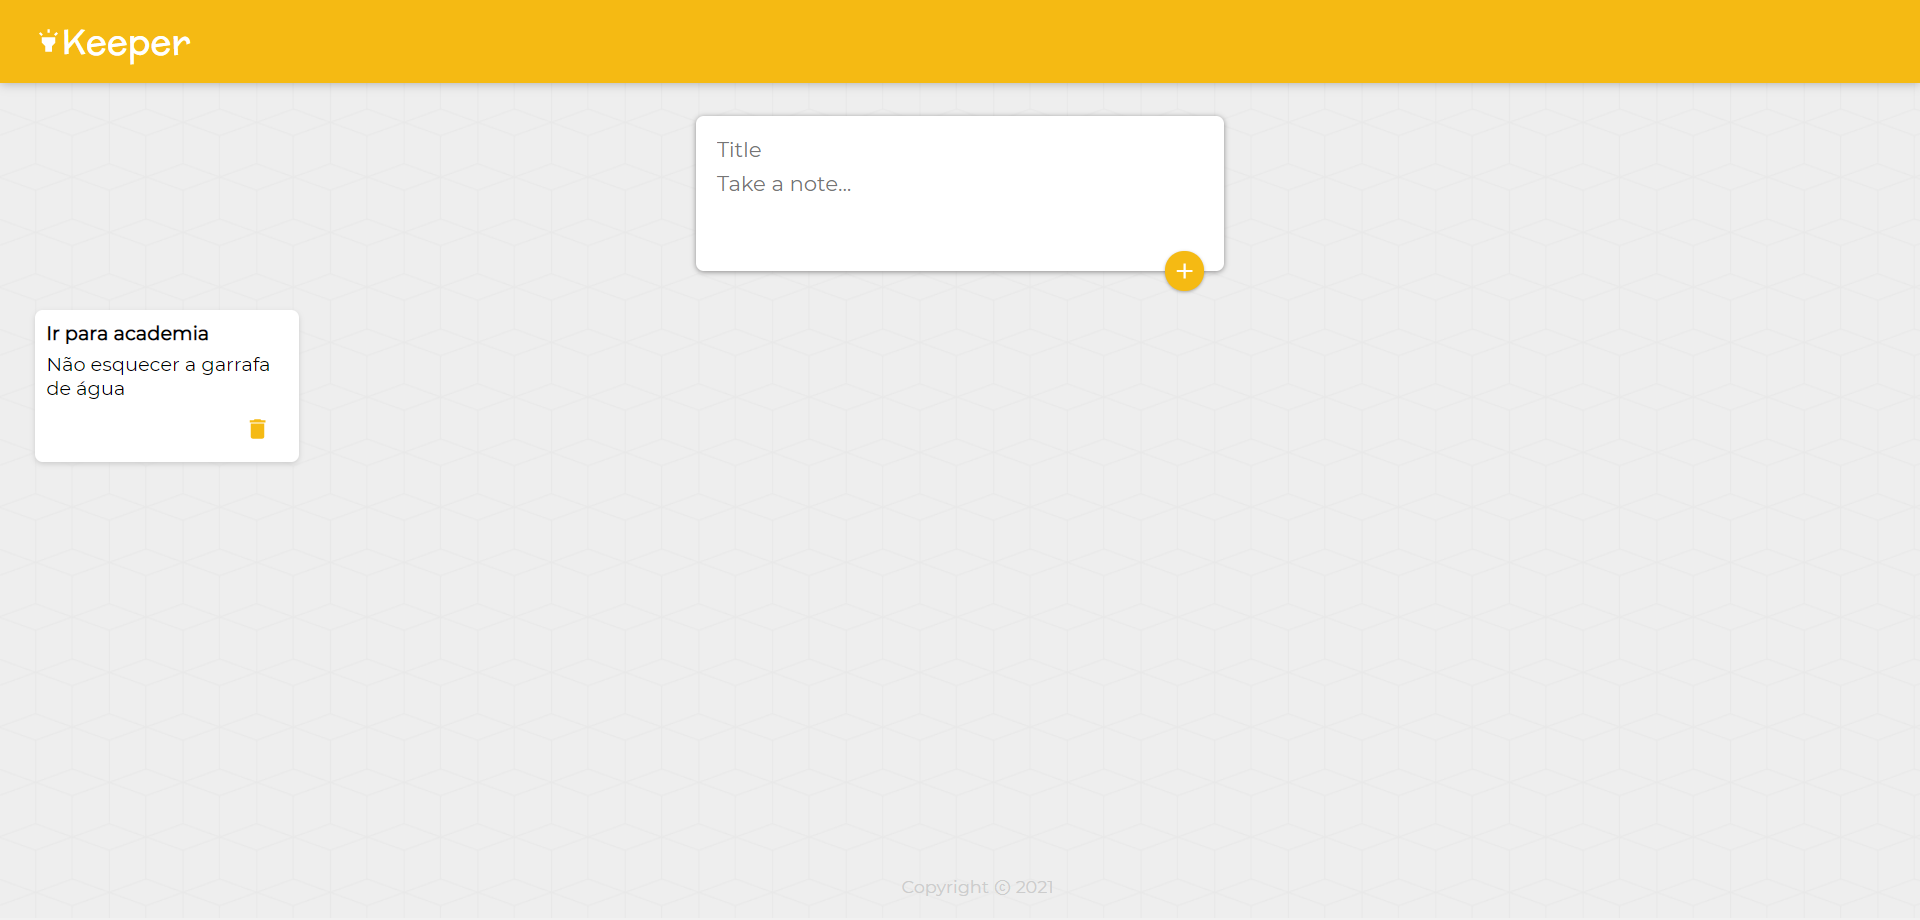 Keeper
Title
Take a note...
Ir para academia
Não esquecer a garrafa
de água
Copyright © 2021